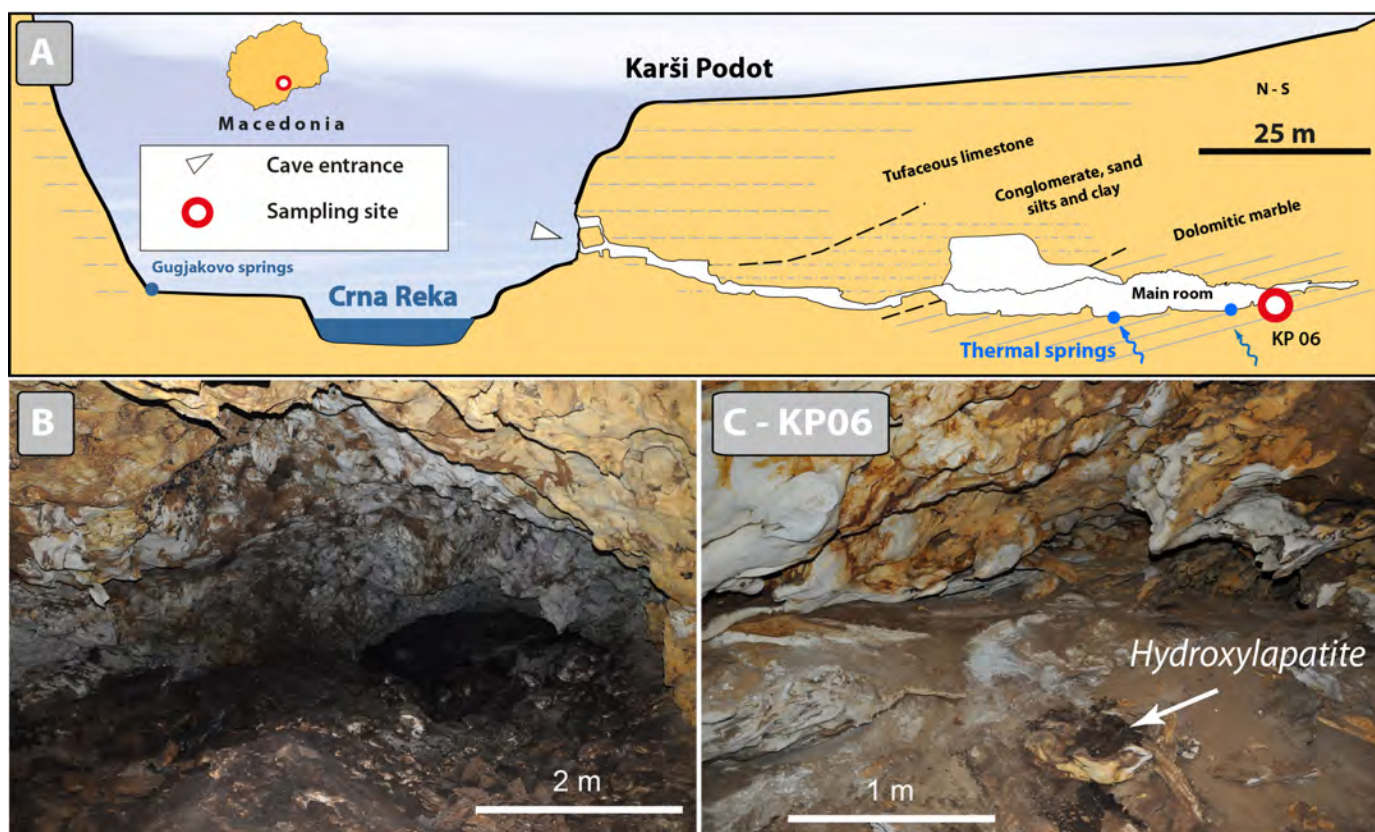 A
Karši Podot
N - S
Macedonia
25 m
Cave entrance
Sampling site
Tufaceous limestone
Conglomerate, sand
silts and clay
Dolomitic marble
Gugjakovo springs
Crna Reka
Main room
Thermal springs
KP 06
B
2 m
C - KP06
Hydroxylapatite
1 m